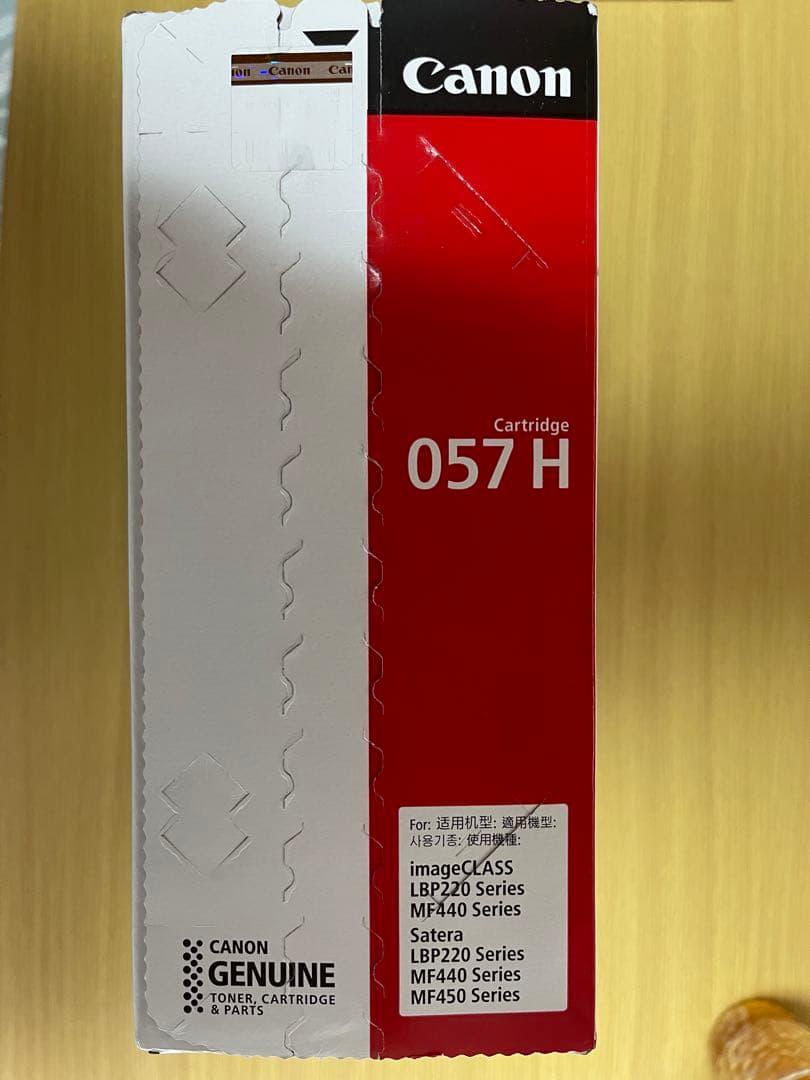 Canon Can
Canon
Cartridge
057 H
For: 适用机型: 適用機型:
사용기종: 使用機種:
imageCLASS
LBP220 Series
MF440 Series
Satera
LBP220 Series
MF440 Series
MF450 Series
CANON
GENUINE
TONER, CARTRIDGE
& PARTS